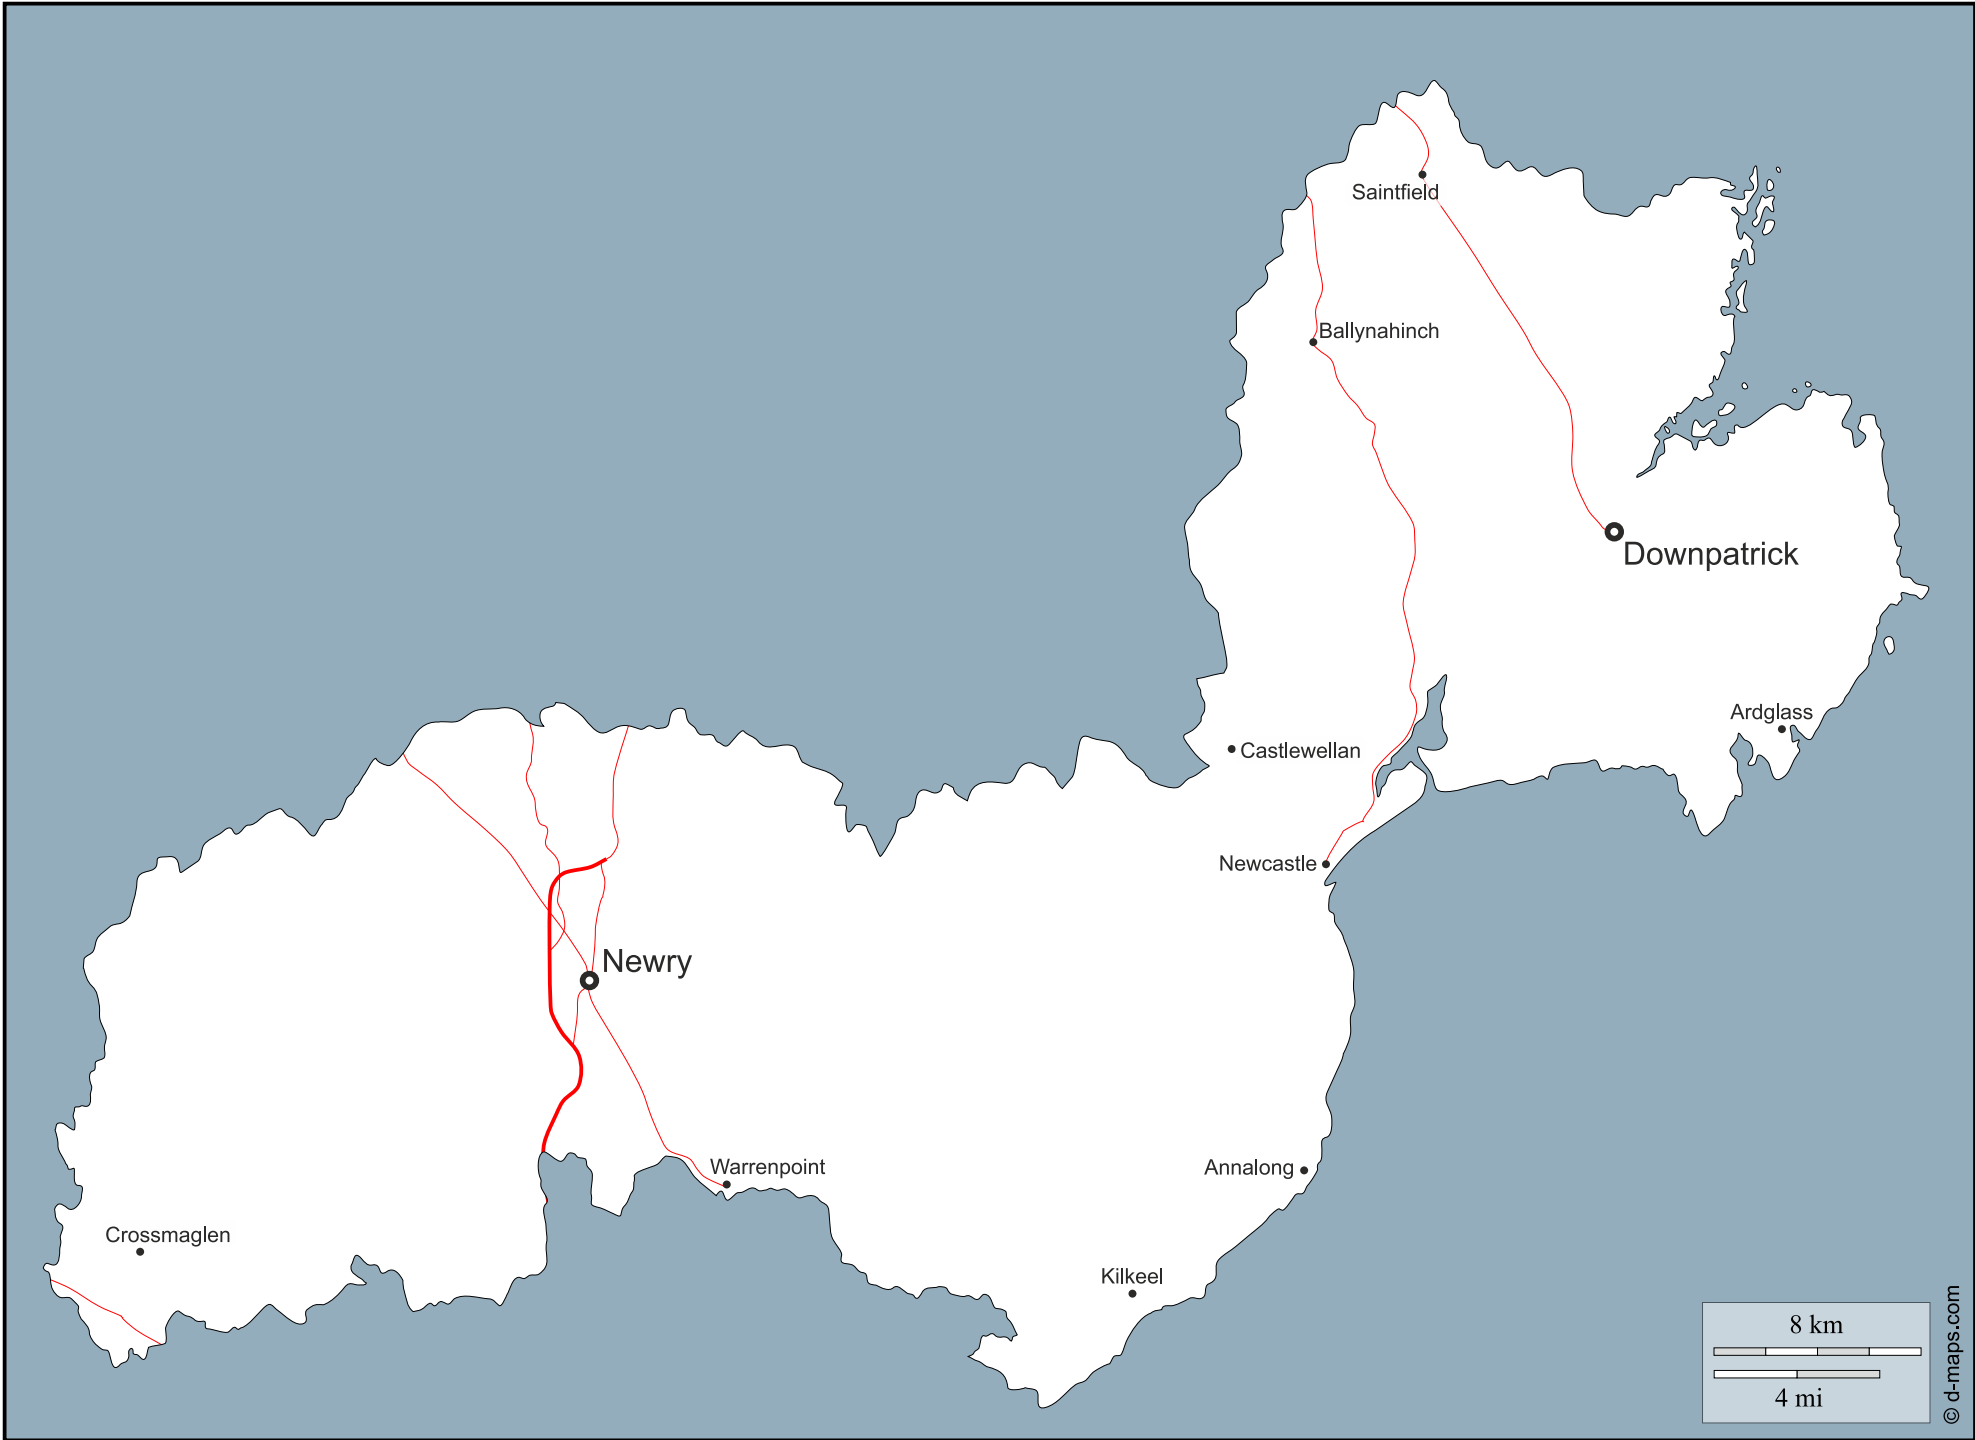 Saintfield
Ballynahinch
Downpatrick
Ardglass
Castlewellan
Newcastle
Newry
Warrenpoint
Annalong
Crossmaglen
Kilkeel
8 km
4 mi
© d-maps.com